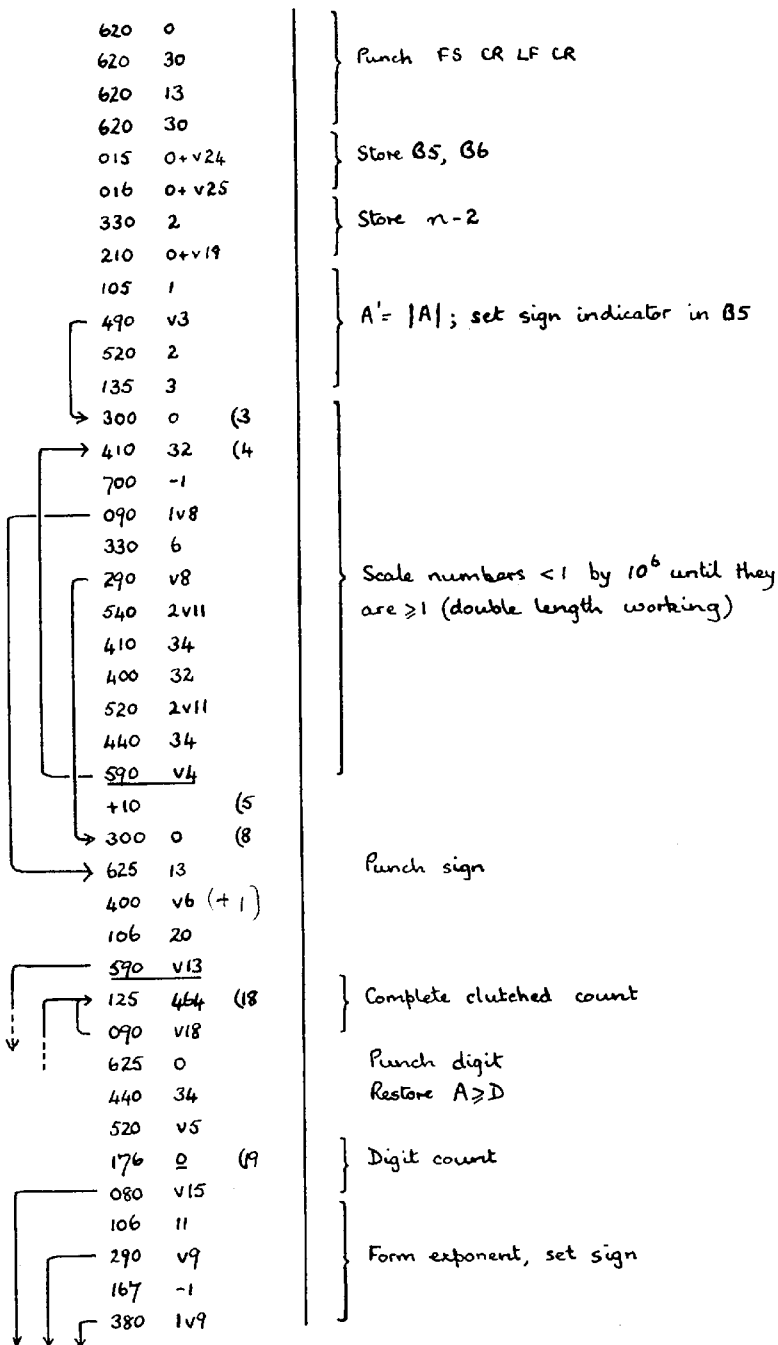 620 0
620 30 Punch FS CR LF CR
620 13
620 30
015 0+v24 Store B5, B6
016 0+v25
330 2 Store n-2
210 0+v19
105 1
490 v3 A'= |A|; set sign indicator in B5
520 2
135 3
300 0 (3
410 32 (4
700 -1
090 1v8
330 6
290 v8 Scale numbers <1 by 10⁶ until they
540 2v11 are ≥1 (double length working)
410 34
400 32
520 2v11
440 34
590 v4
+10 (5
300 0 (8
625 13 Punch sign
400 v6 (+1)
106 20
590 v13
125 464 (18 Complete clutched count
090 v18
625 0 Punch digit
440 34 Restore A≥D
520 v5
176 0 (19 Digit count
080 v15
106 11
290 v9 Form exponent, set sign
167 -1
380 1v9